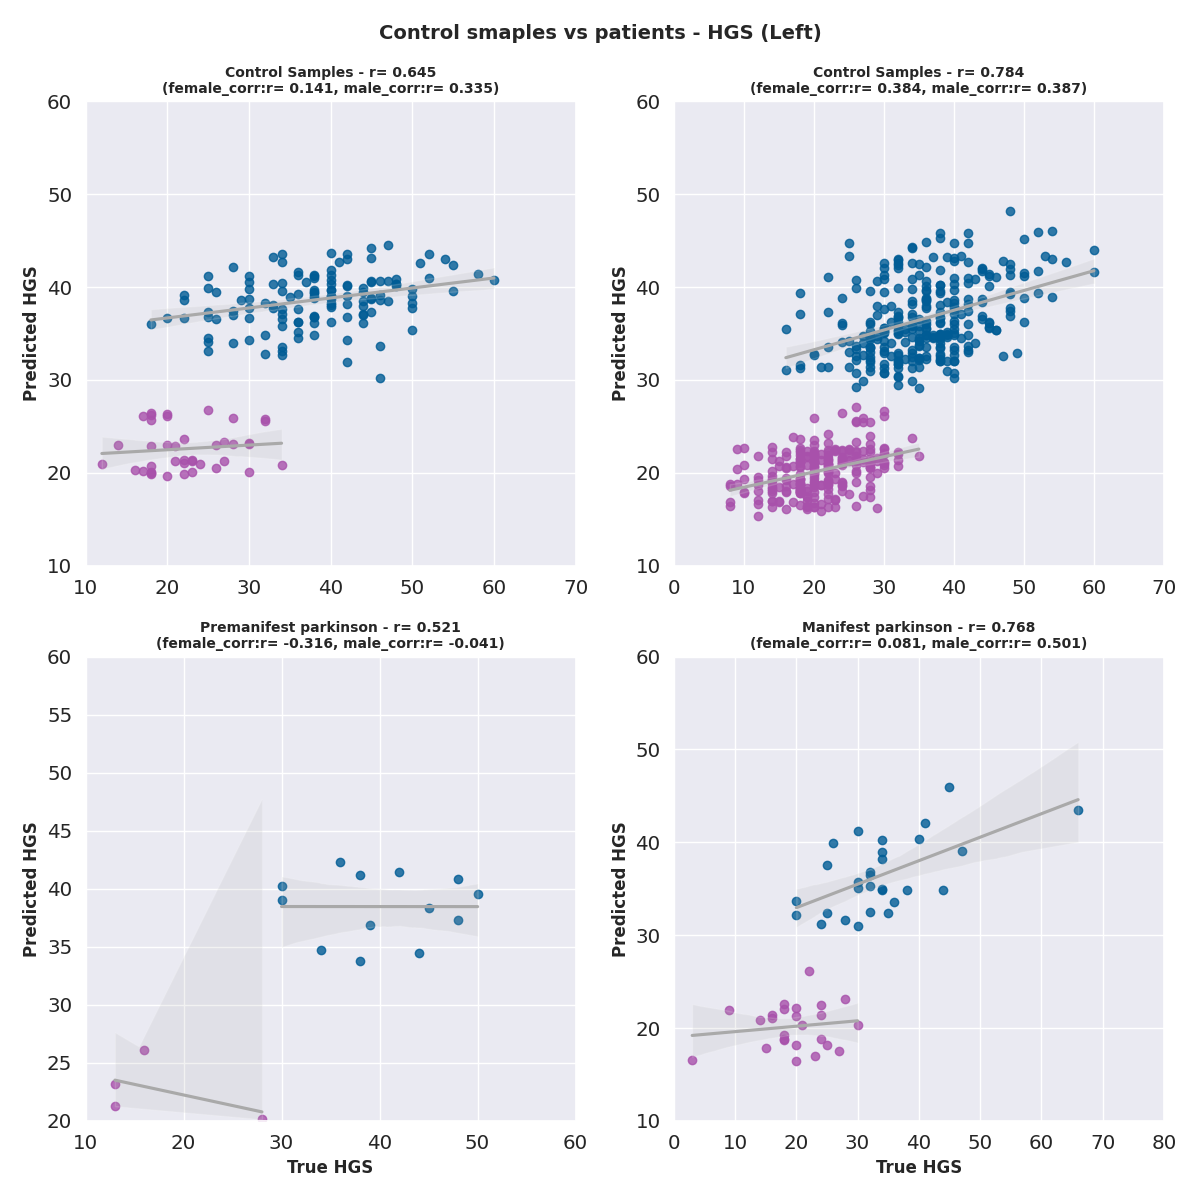 Control smaples vs patients - HGS (Left)
Control Samples - r= 0.645
(female_corr:r= 0.141, male_corr:r= 0.335)
Control Samples - r= 0.784
(female_corr:r= 0.384, male_corr:r= 0.387)
60
50
40
30
20
10
Predicted HGS
10 20 30 40 50 60 70
60
50
40
30
20
10
Predicted HGS
0 10 20 30 40 50 60 70
Premanifest parkinson - r= 0.521
(female_corr:r= -0.316, male_corr:r= -0.041)
Manifest parkinson - r= 0.768
(female_corr:r= 0.081, male_corr:r= 0.501)
60
55
50
45
40
35
30
25
20
Predicted HGS
10 20 30 40 50 60
True HGS
60
50
40
30
20
10
Predicted HGS
0 10 20 30 40 50 60 70 80
True HGS